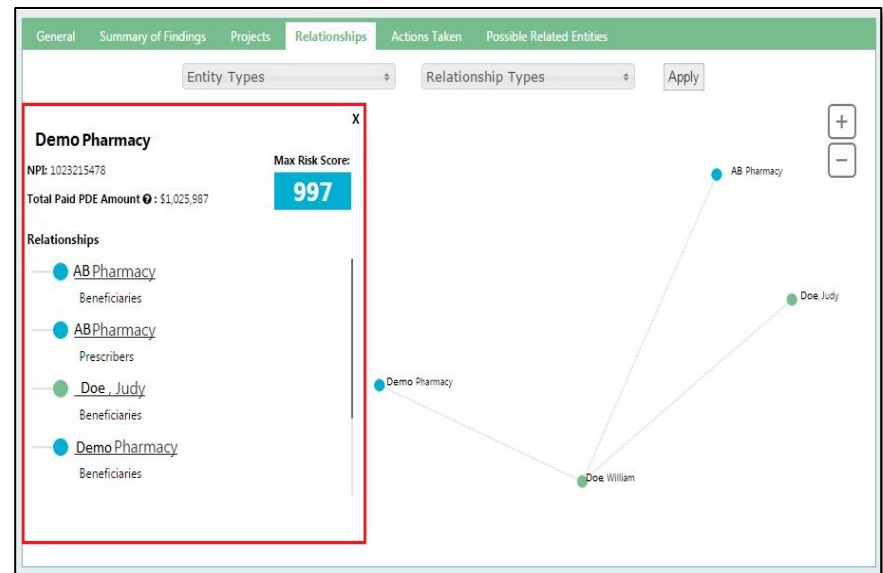 General Summary of Findings Projects Relationships Actions Taken Possible Related Entities
Entity Types Relationship Types Apply
X
Demo Pharmacy
NPI: 1023215478
Max Risk Score:
997
Total Paid PDE Amount ? : $1,025,987
Relationships
AB Pharmacy
Beneficiaries
AB Pharmacy
Prescribers
Doe , Judy
Beneficiaries
Demo Pharmacy
Beneficiaries
+
−
AB Pharmacy
Doe, Judy
Demo Pharmacy
Doe, William